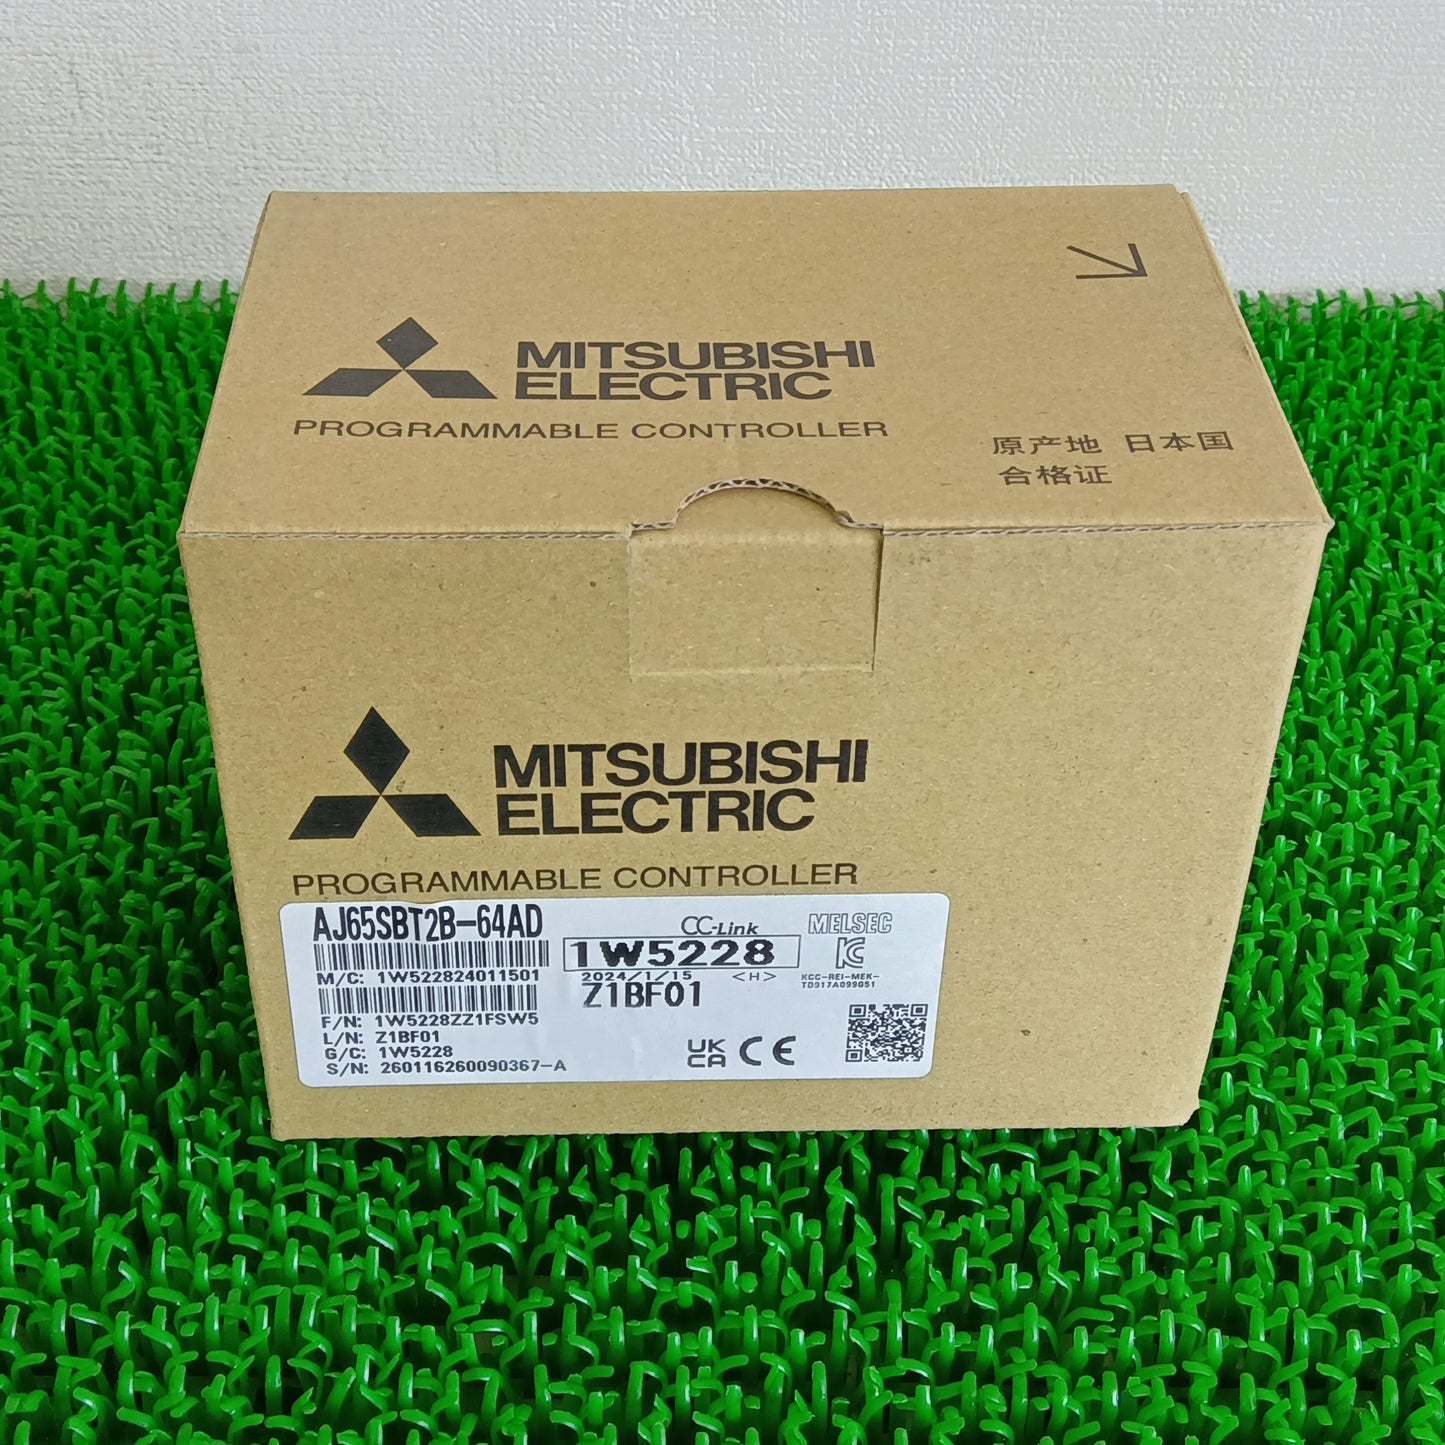 MITSUBISHI
ELECTRIC
PROGRAMMABLE CONTROLLER
原产地 日本国
合格证
MITSUBISHI
ELECTRIC
PROGRAMMABLE CONTROLLER
AJ65SBT2B-64AD
CC-Link
MELSEC
1W5228
M/C: 1W522824011501
2024/1/15 <H>
KCC-REI-MEK-
TD917A099G51
Z1BF01
F/N: 1W5228ZZ1FSW5
L/N: Z1BF01
G/C: 1W5228
S/N: 260116260090367-A
UK
CA
CE